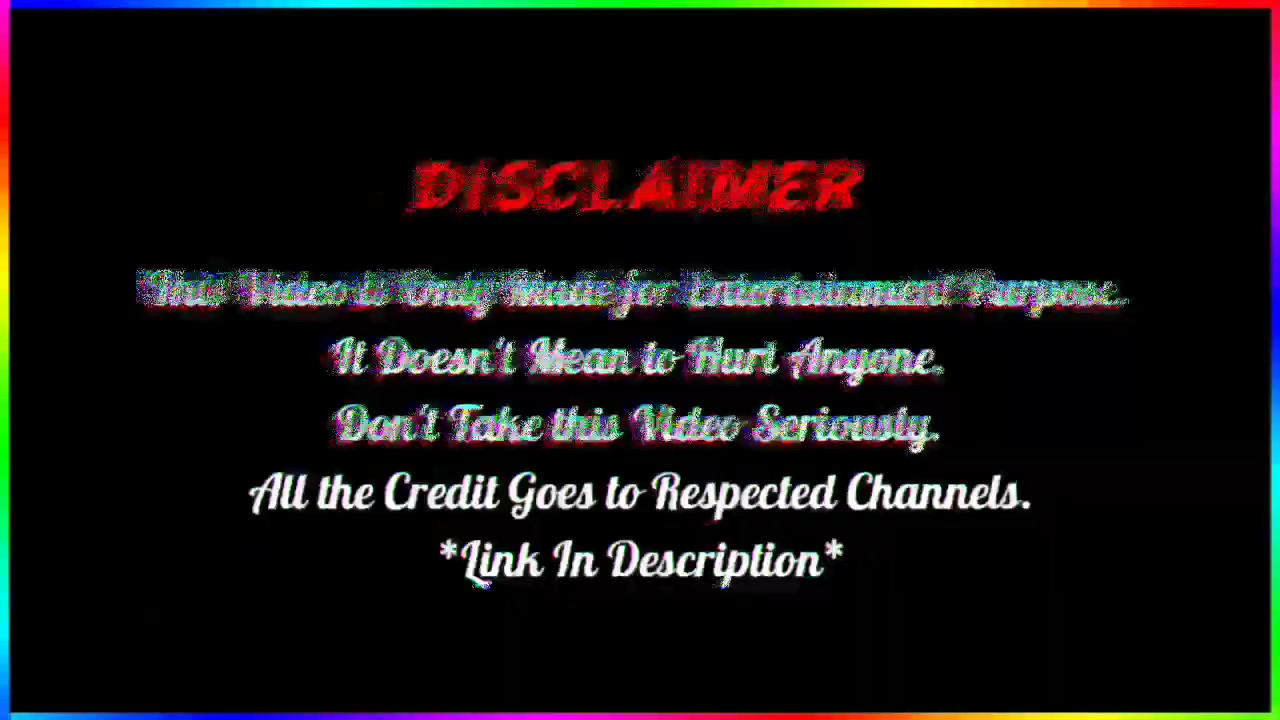 DISCLAIMER
This Video is Only Made for Entertainment Purpose.
It Doesn't Mean to Hurt Anyone.
Don't Take this Video Seriously.
All the Credit Goes to Respected Channels.
*Link In Description*